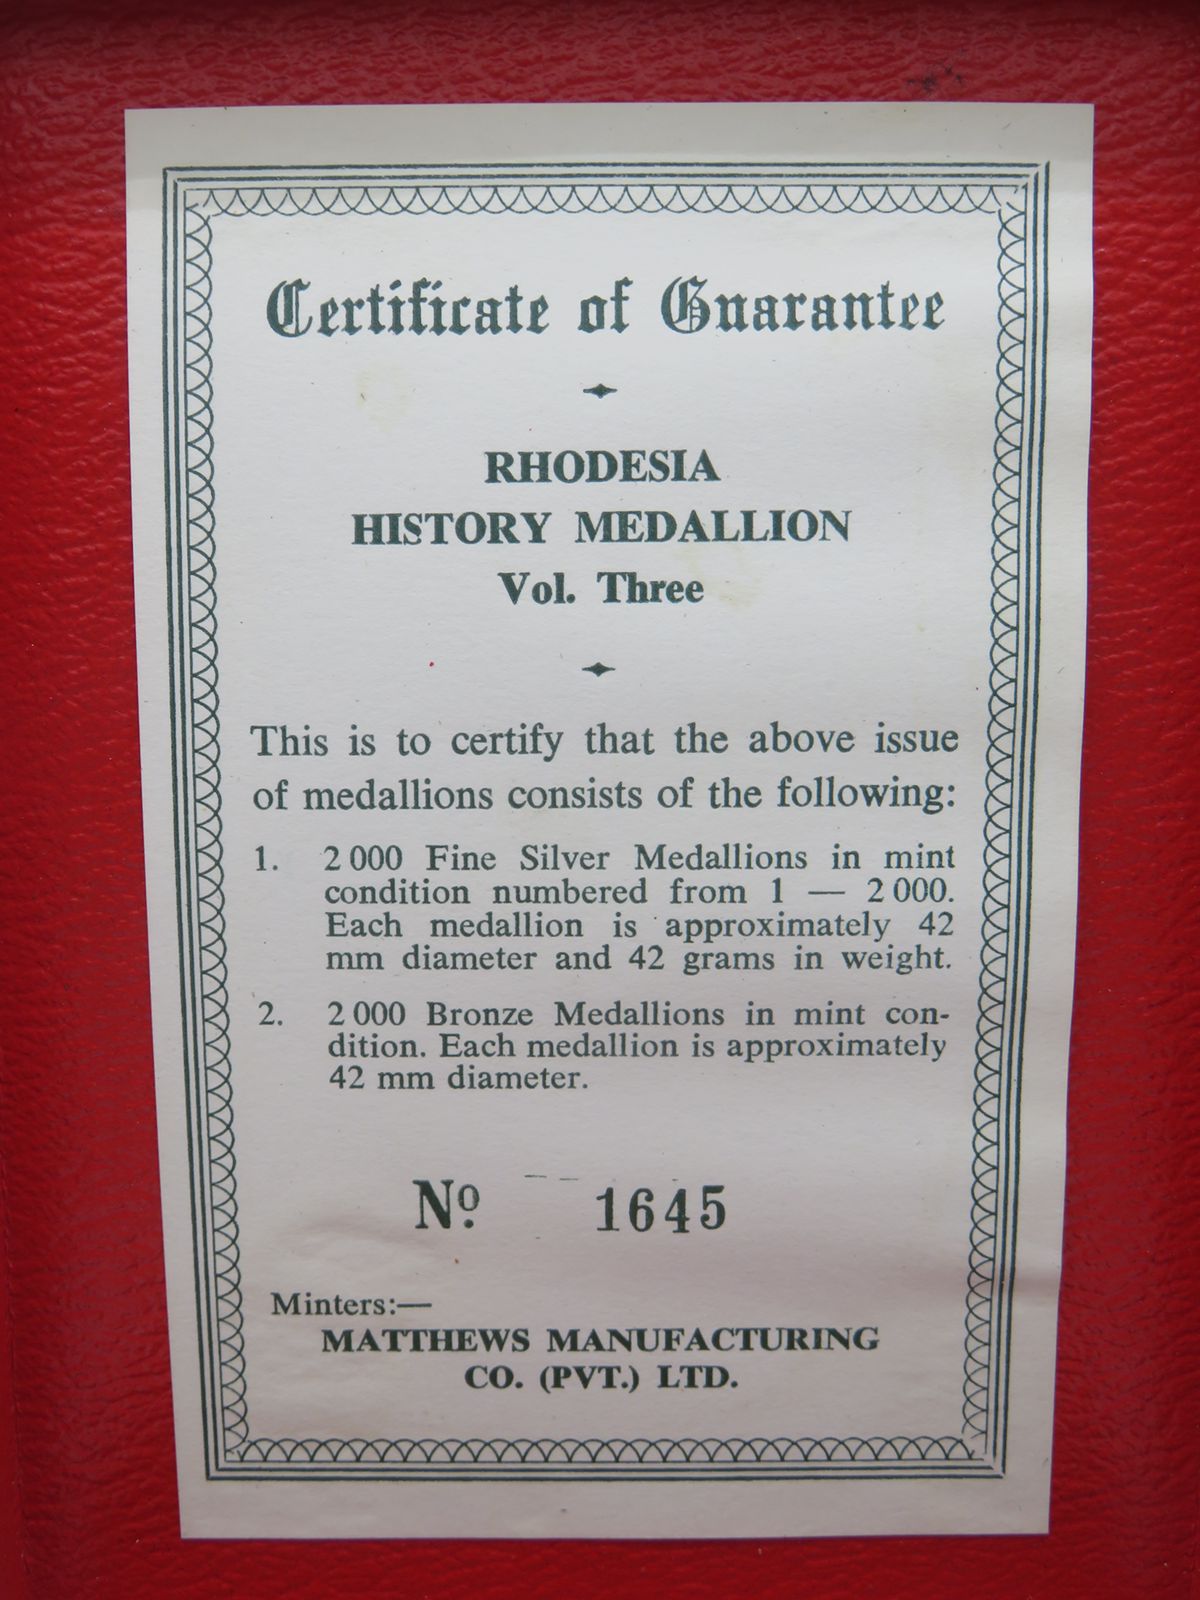 Certificate of Guarantee
RHODESIA
HISTORY MEDALLION
Vol. Three
This is to certify that the above issue
of medallions consists of the following:
1. 2 000 Fine Silver Medallions in mint
condition numbered from 1 — 2 000.
Each medallion is approximately 42
mm diameter and 42 grams in weight.
2. 2 000 Bronze Medallions in mint con-
dition. Each medallion is approximately
42 mm diameter.
Nº. 1645
Minters:—
MATTHEWS MANUFACTURING
CO. (PVT.) LTD.